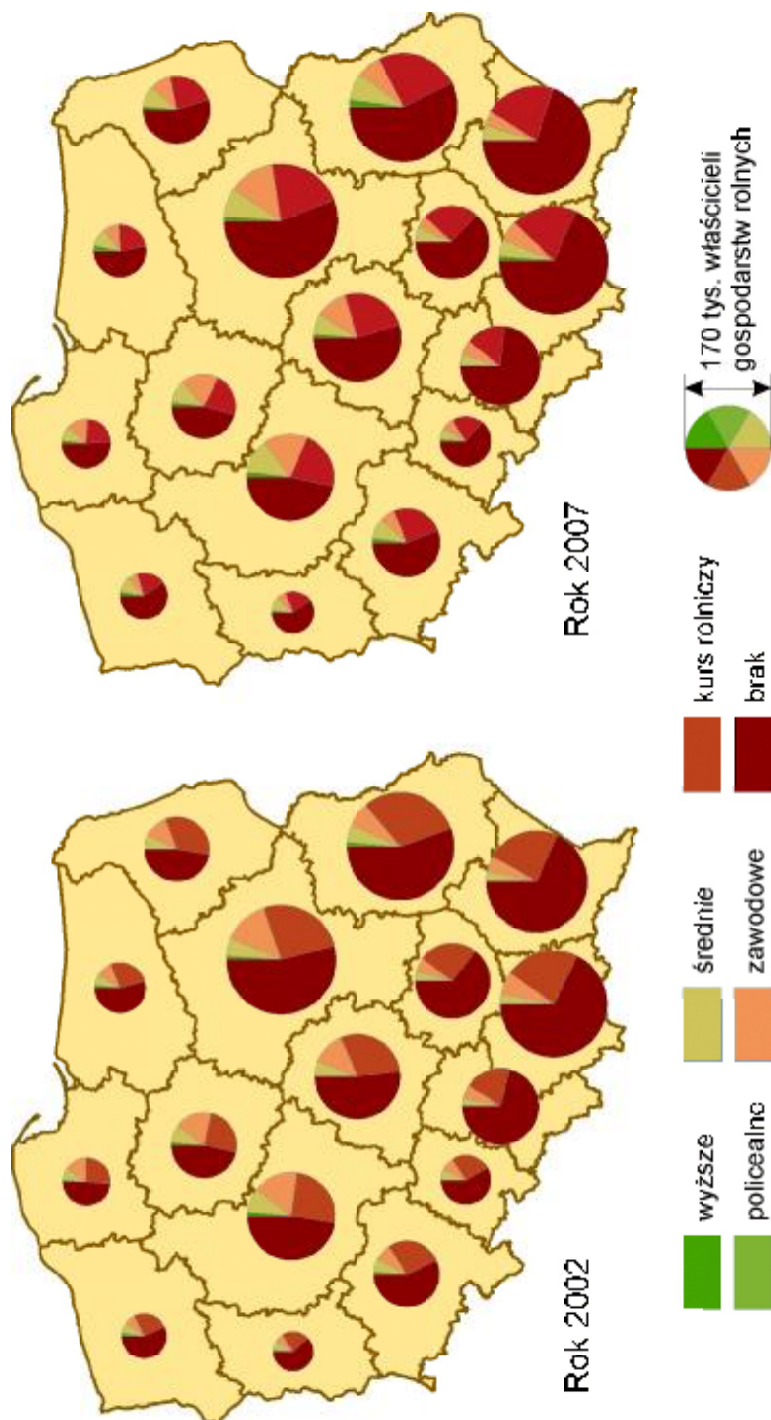 Rok 2002
Rok 2007
wyższe
policealne
średnie
zawodowe
kurs rolniczy
brak
170 tys. właścicieli
gospodarstw rolnych